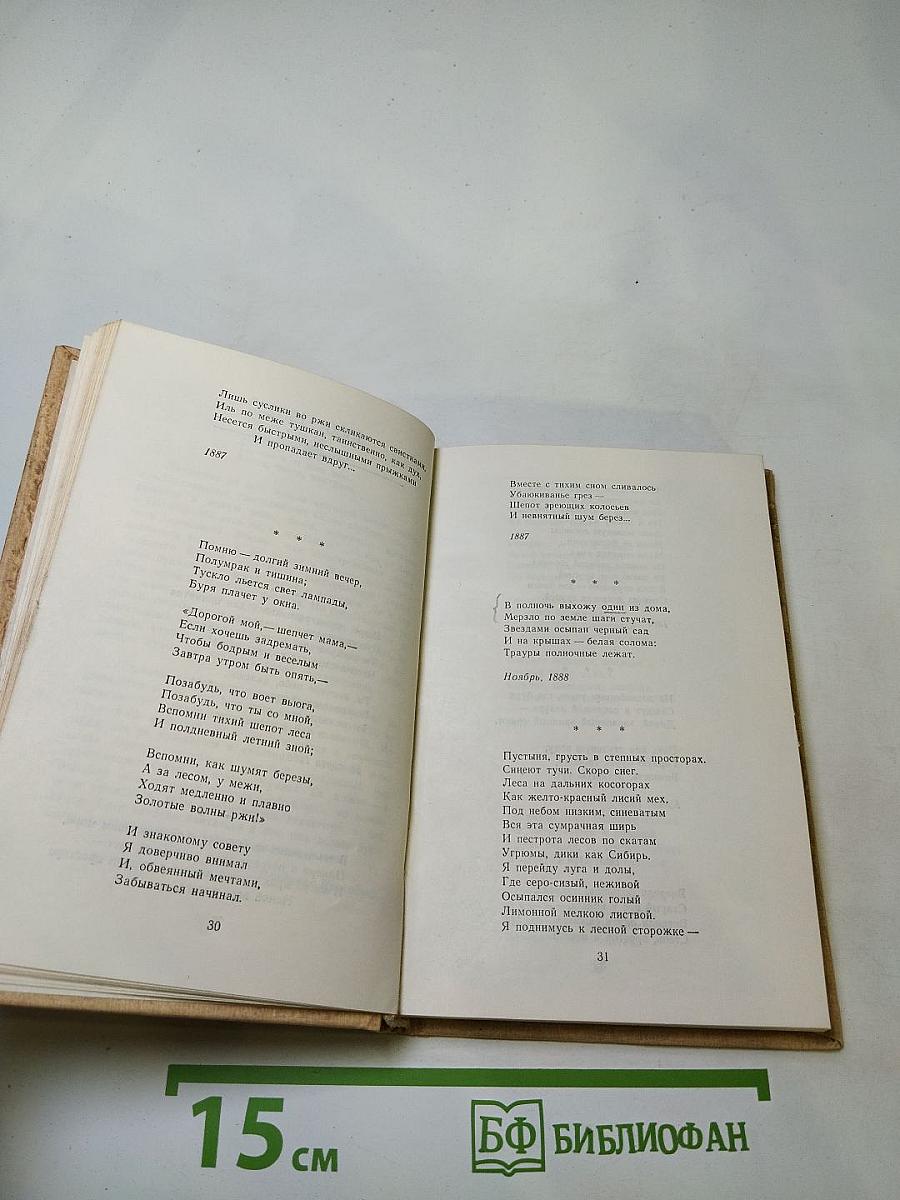 Лишь суслики во ржи скликаются свистками,
Иль по меже тушкан, таинственно, как дух,
Несется быстрыми, неслышными прыжками
И пропадает вдруг...
1887
* * *
Помню — долгий зимний вечер,
Полумрак и тишина;
Тускло льется свет лампады,
Буря плачет у окна.
«Дорогой мой,— шепчет мама,—
Если хочешь задремать,
Чтобы бодрым и веселым
Завтра утром быть опять,—
Позабудь, что воет вьюга,
Позабудь, что ты со мной,
Вспомни тихий шепот леса
И полдневный летний зной;
Вспомни, как шумят березы,
А за лесом, у межи,
Ходят медленно и плавно
Золотые волны ржи!»
И знакомому совету
Я доверчиво внимал
И, обвеянный мечтами,
Забываться начинал.
30
Вместе с тихим сном сливалось
Убаюкиванье грез —
Шепот зреющих колосьев
И невнятный шум берез...
1887
* * *
В полночь выхожу один из дома,
Мерзло по земле шаги стучат,
Звездами осыпан черный сад
И на крышах — белая солома:
Трауры полночные лежат.
Ноябрь, 1888
* * *
Пустыня, грусть в степных просторах.
Синеют тучи. Скоро снег.
Леса на дальних косогорах
Как желто-красный лисий мех.
Под небом низким, синеватым
Вся эта сумрачная ширь
И пестрота лесов по скатам
Угрюмы, дики как Сибирь.
Я перейду луга и долы,
Где серо-сизый, неживой
Осыпался осинник голый
Лимонной мелкою листвой.
Я поднимусь к лесной сторожке —
31
15 см
БФ БИБЛИОФАН